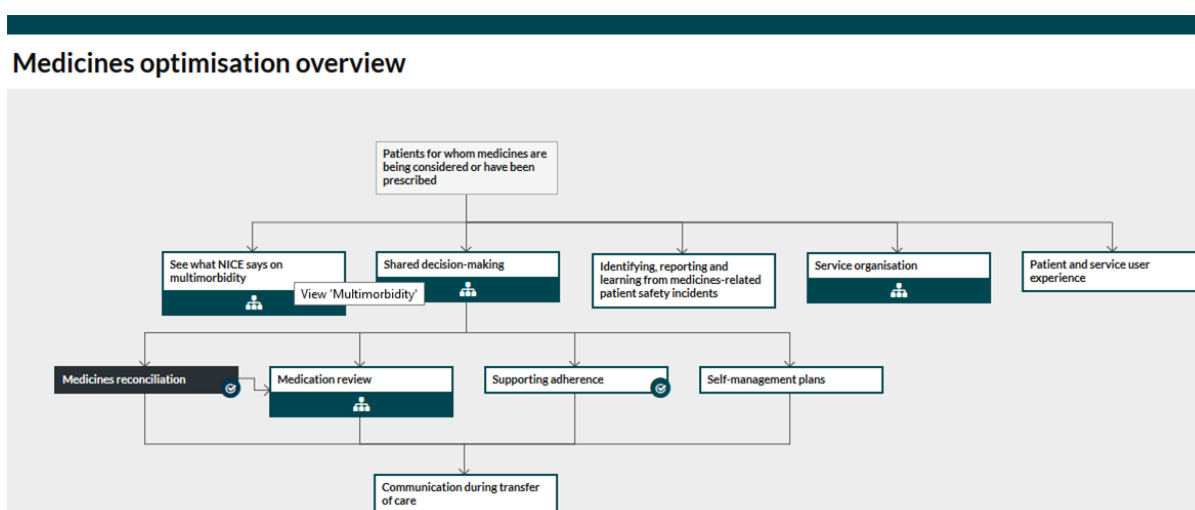 Medicines optimisation overview
Patients for whom medicines are
being considered or have been
prescribed
See what NICE says on
multimorbidity
View 'Multimorbidity'
Shared decision-making
Identifying, reporting and
learning from medicines-related
patient safety incidents
Service organisation
Patient and service user
experience
Medicines reconciliation
Medication review
Supporting adherence
Self-management plans
Communication during transfer
of care